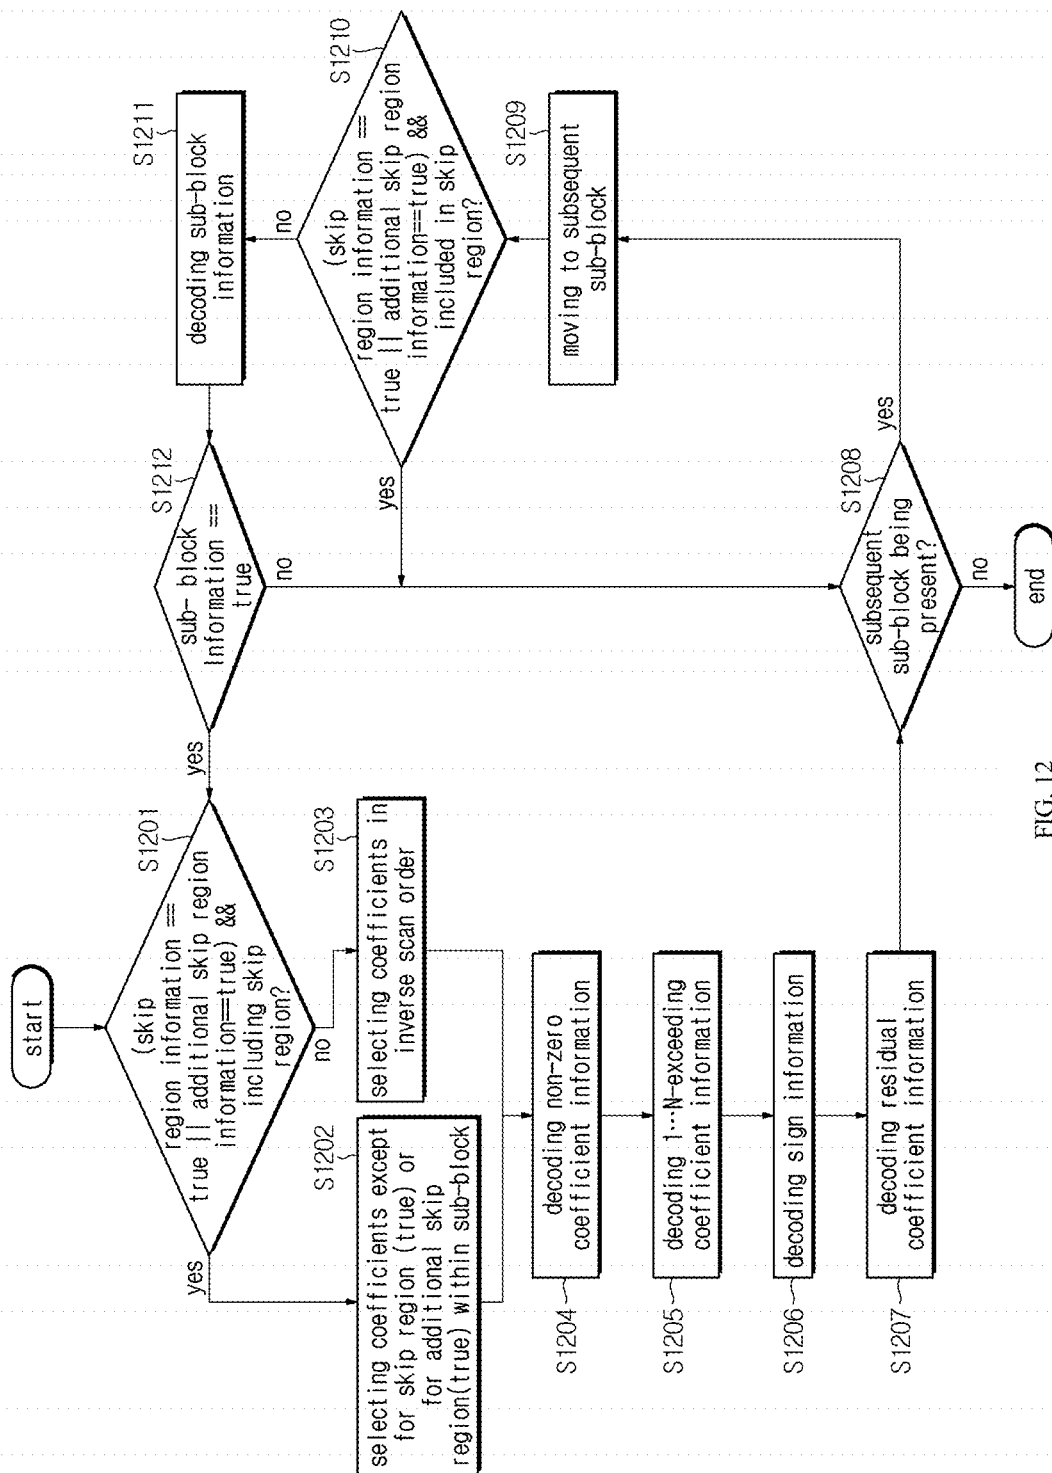 start
S1201
(skip
region information ==
true || additional skip region
information==true) &&
including skip
region?
yes
no
S1202
selecting coefficients except
for skip region (true) or
for additional skip
region(true) within sub-block
S1203
selecting coefficients in
inverse scan order
S1204
decoding non-zero
coefficient information
S1205
decoding 1···N-exceeding
coefficient information
S1206
decoding sign information
S1207
decoding residual
coefficient information
S1208
subsequent
sub-block being
present?
yes
no
end
S1209
moving to subsequent
sub-block
S1210
(skip
region information ==
true || additional skip region
information==true) &&
included in skip
region?
yes
no
S1211
decoding sub-block
information
S1212
sub- block
Information ==
true
yes
no
FIG. 12